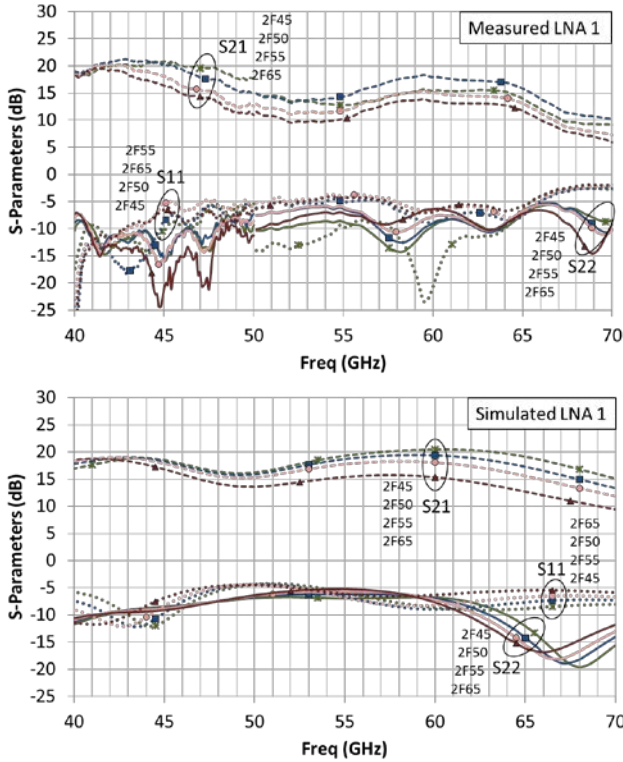 Measured LNA 1
S-Parameters (dB)
25
20
15
10
5
0
-5
-10
-15
-20
-25
S21
2F45
2F50
2F55
2F65
2F55
2F65
2F50
2F45
S11
2F45
2F50
2F55
2F65
S22
40 45 50 55 60 65 70
Freq (GHz)
Simulated LNA 1
S-Parameters (dB)
30
25
20
15
10
5
0
-5
-10
-15
-20
-25
2F45
2F50
2F55
2F65
S21
2F65
2F50
2F55
2F45
S11
2F45
2F50
2F55
2F65
S22
40 45 50 55 60 65 70
Freq (GHz)